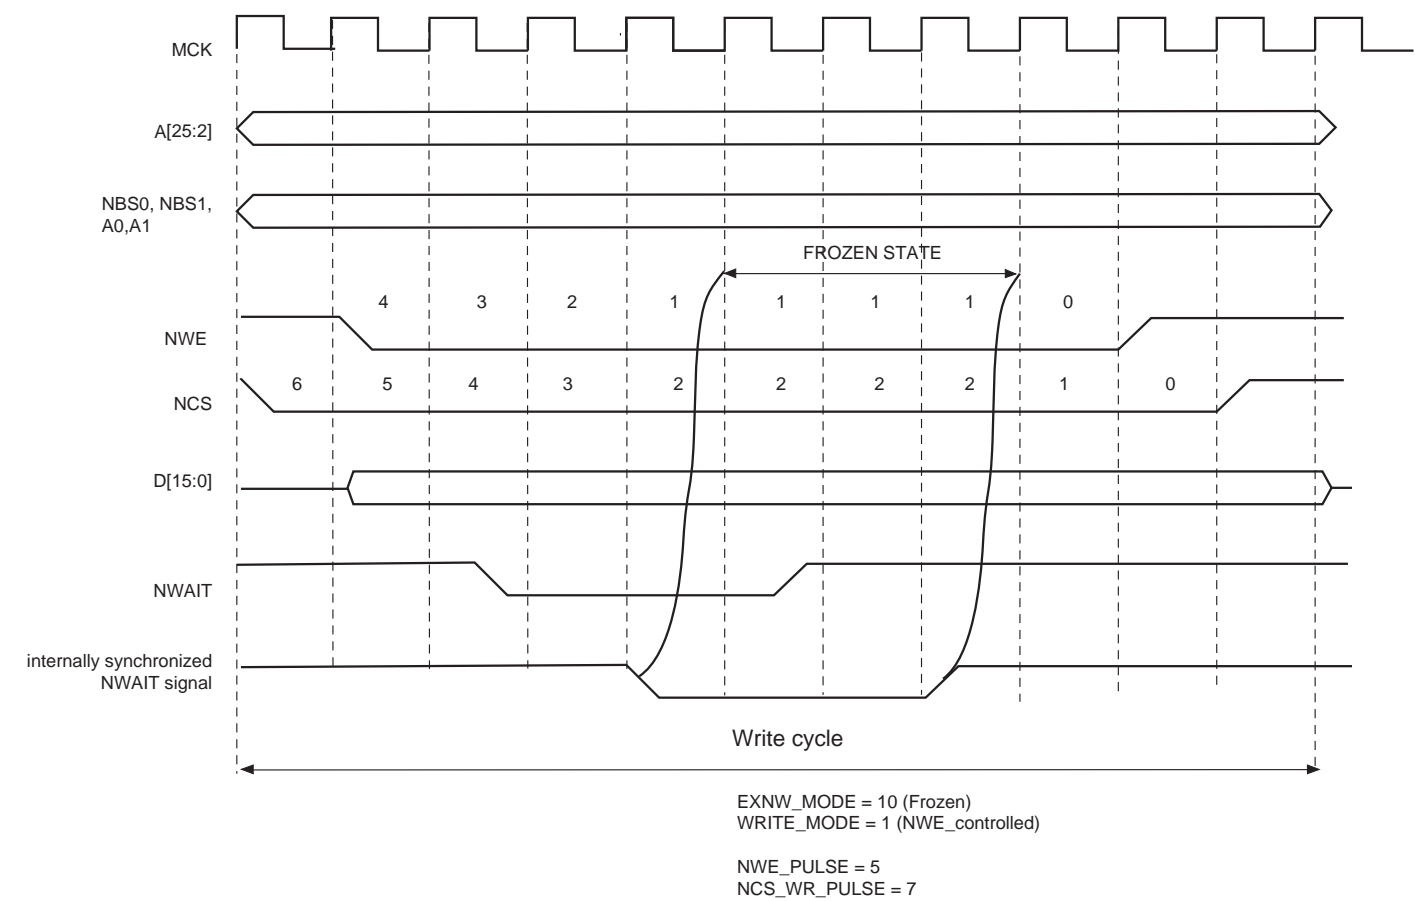 MCK
A[25:2]
NBS0, NBS1,
A0,A1
FROZEN STATE
4 3 2 1 1 1 1 0
NWE
6 5 4 3 2 2 2 2 1 0
NCS
D[15:0]
NWAIT
internally synchronized
NWAIT signal
Write cycle
EXNW_MODE = 10 (Frozen)
WRITE_MODE = 1 (NWE_controlled)
NWE_PULSE = 5
NCS_WR_PULSE = 7